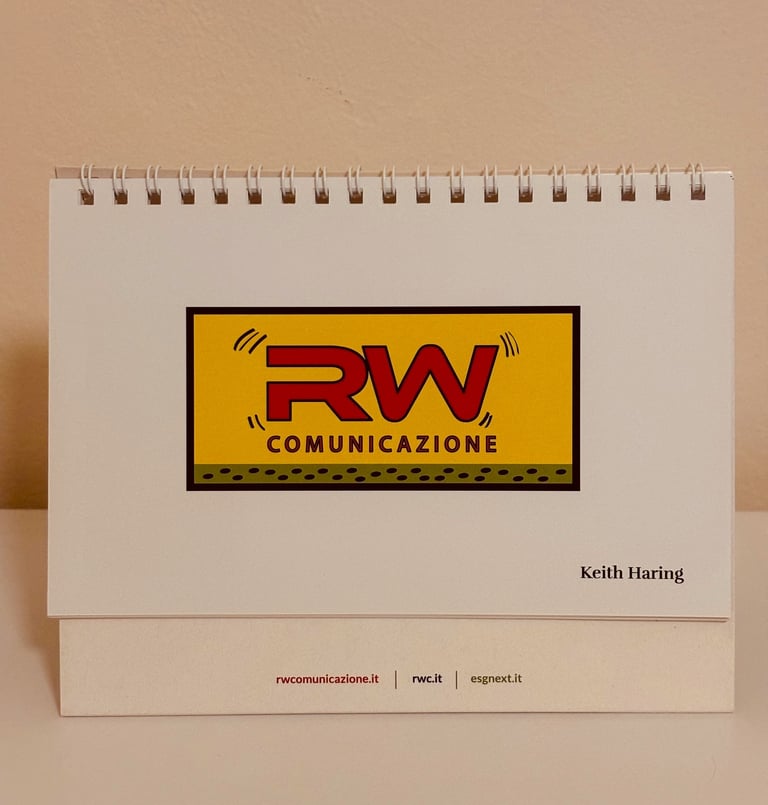 RW
COMUNICAZIONE
Keith Haring
rwcomunicazione.it | rwc.it | esgnext.it